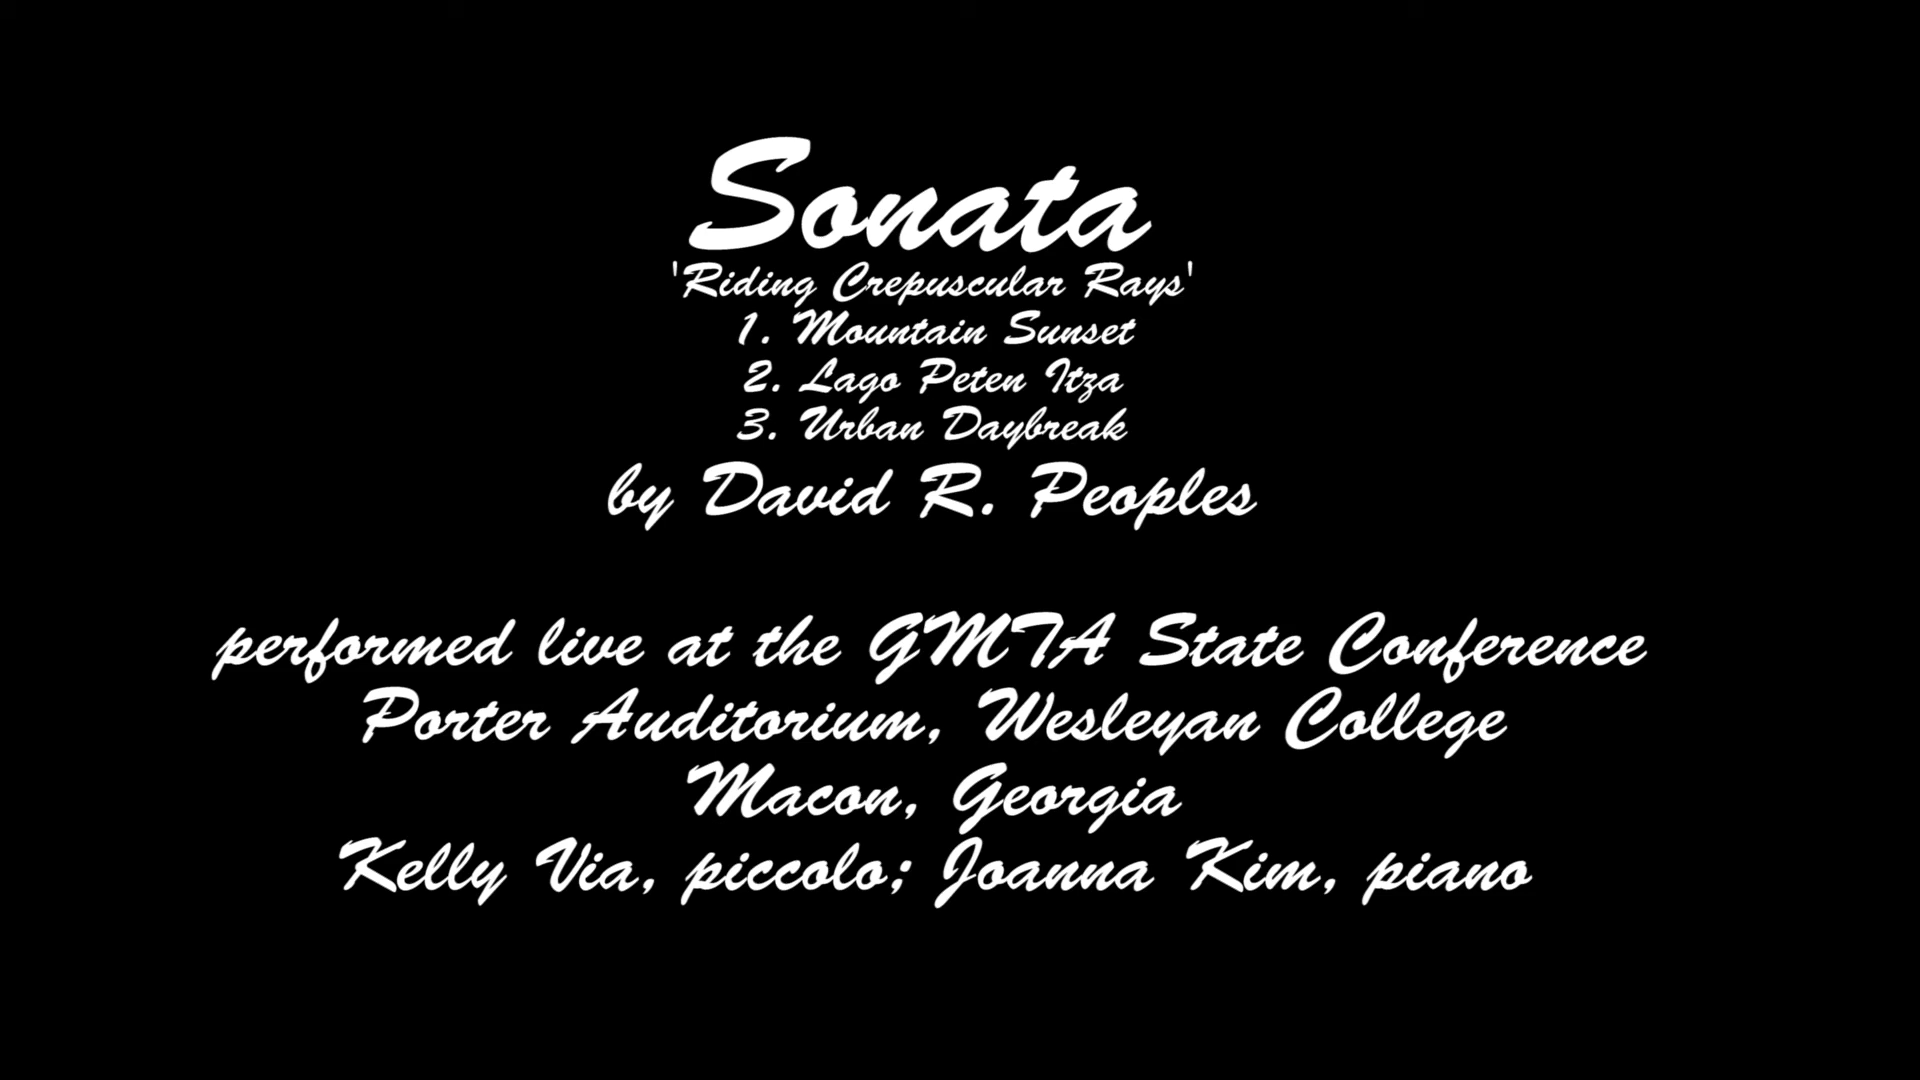 Sonata
'Riding Crepuscular Rays'
1. Mountain Sunset
2. Lago Peten Itza
3. Urban Daybreak
by David R. Peoples
performed live at the GMTA State Conference
Porter Auditorium, Wesleyan College
Macon, Georgia
Kelly Via, piccolo; Joanna Kim, piano